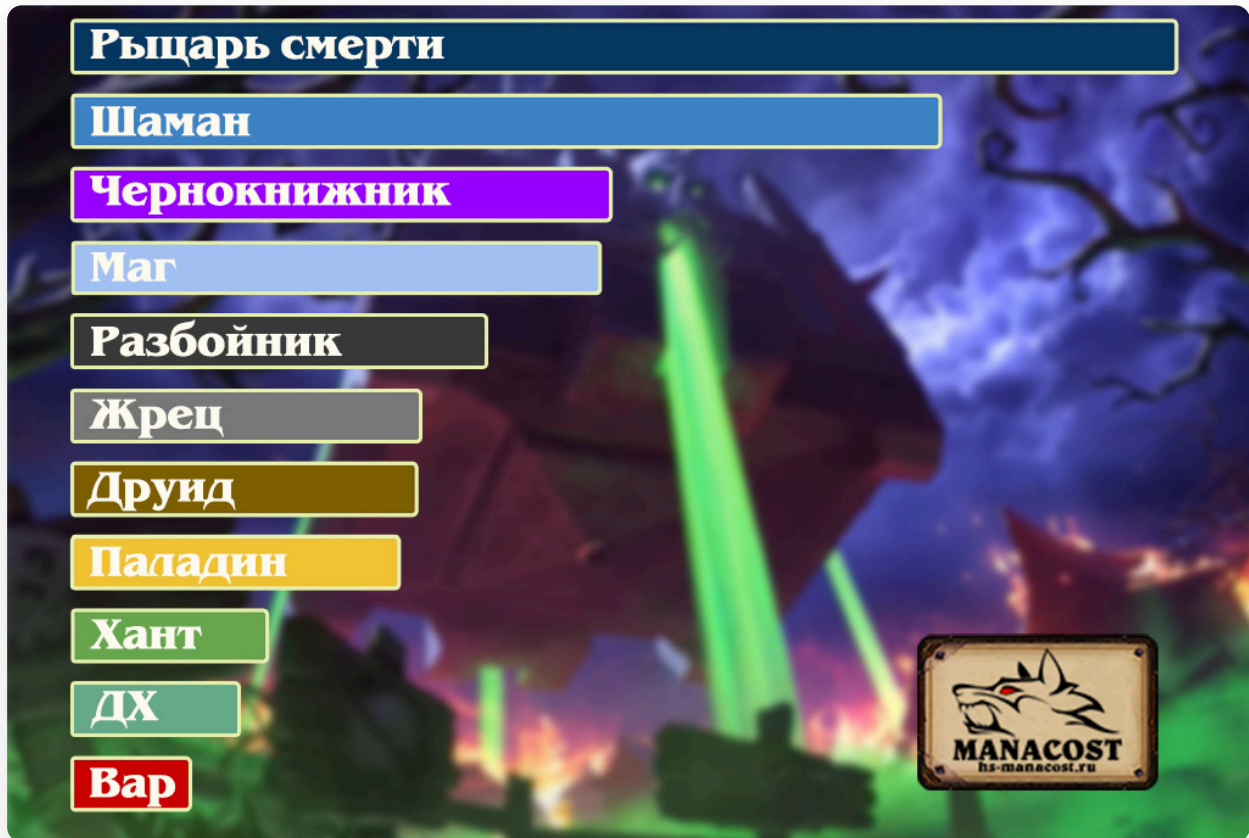 Рыцарь смерти
Шаман
Чернокнижник
Маг
Разбойник
Жрец
Друид
Паладин
Хант
ДХ
Вар
MANACOST
hs-manacost.ru